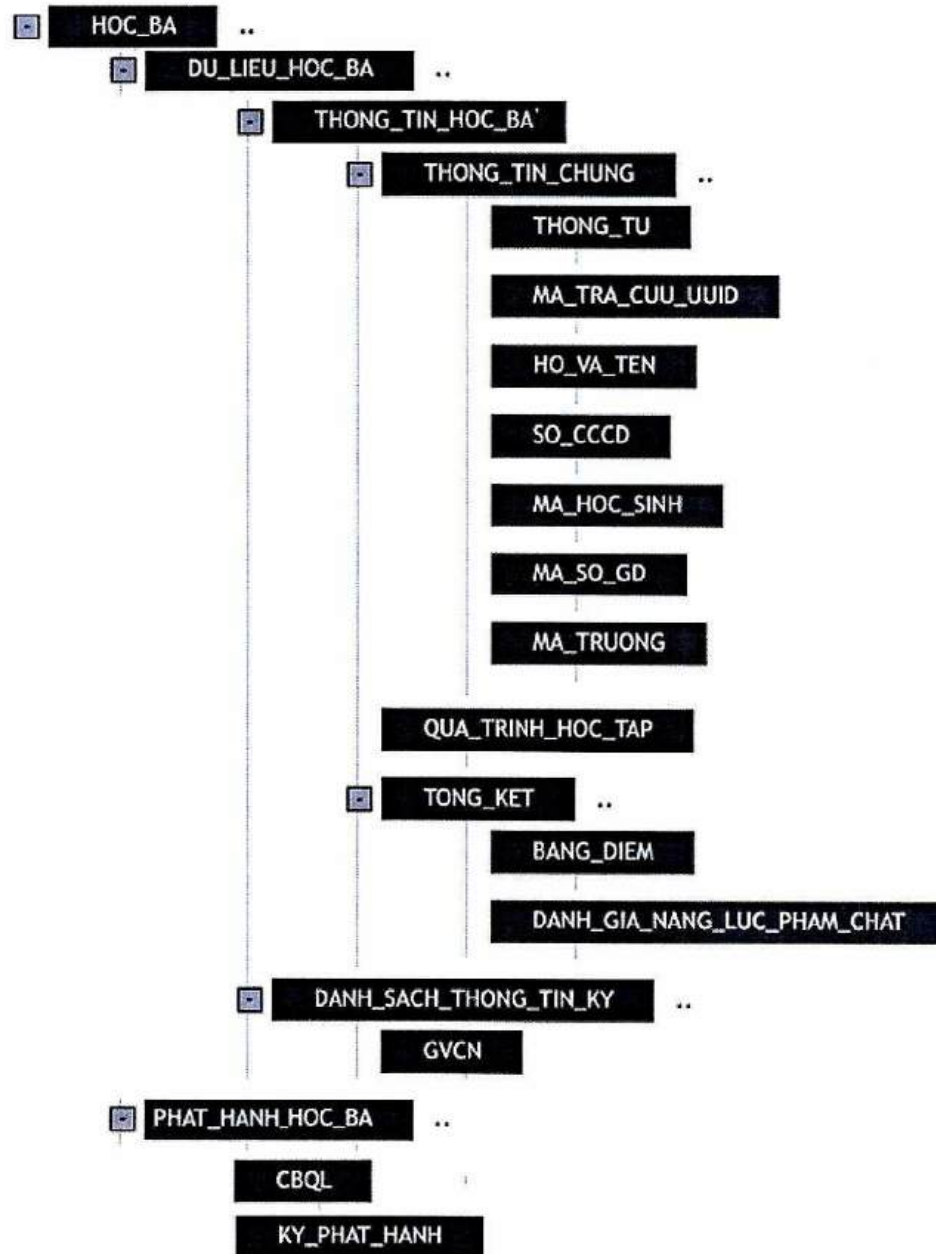 HOC_BA ..
DU_LIEU_HOC_BA ..
THONG_TIN_HOC_BA
THONG_TIN_CHUNG ..
THONG_TU
MA_TRA_CUU_UUID
HO_VA_TEN
SO_CCCD
MA_HOC_SINH
MA_SO_GD
MA_TRUONG
QUA_TRINH_HOC_TAP
TONG_KET ..
BANG_DIEM
DANH_GIA_NANG_LUC_PHAM_CHAT
DANH_SACH_THONG_TIN_KY ..
GVCN
PHAT_HANH_HOC_BA ..
CBQL
KY_PHAT_HANH